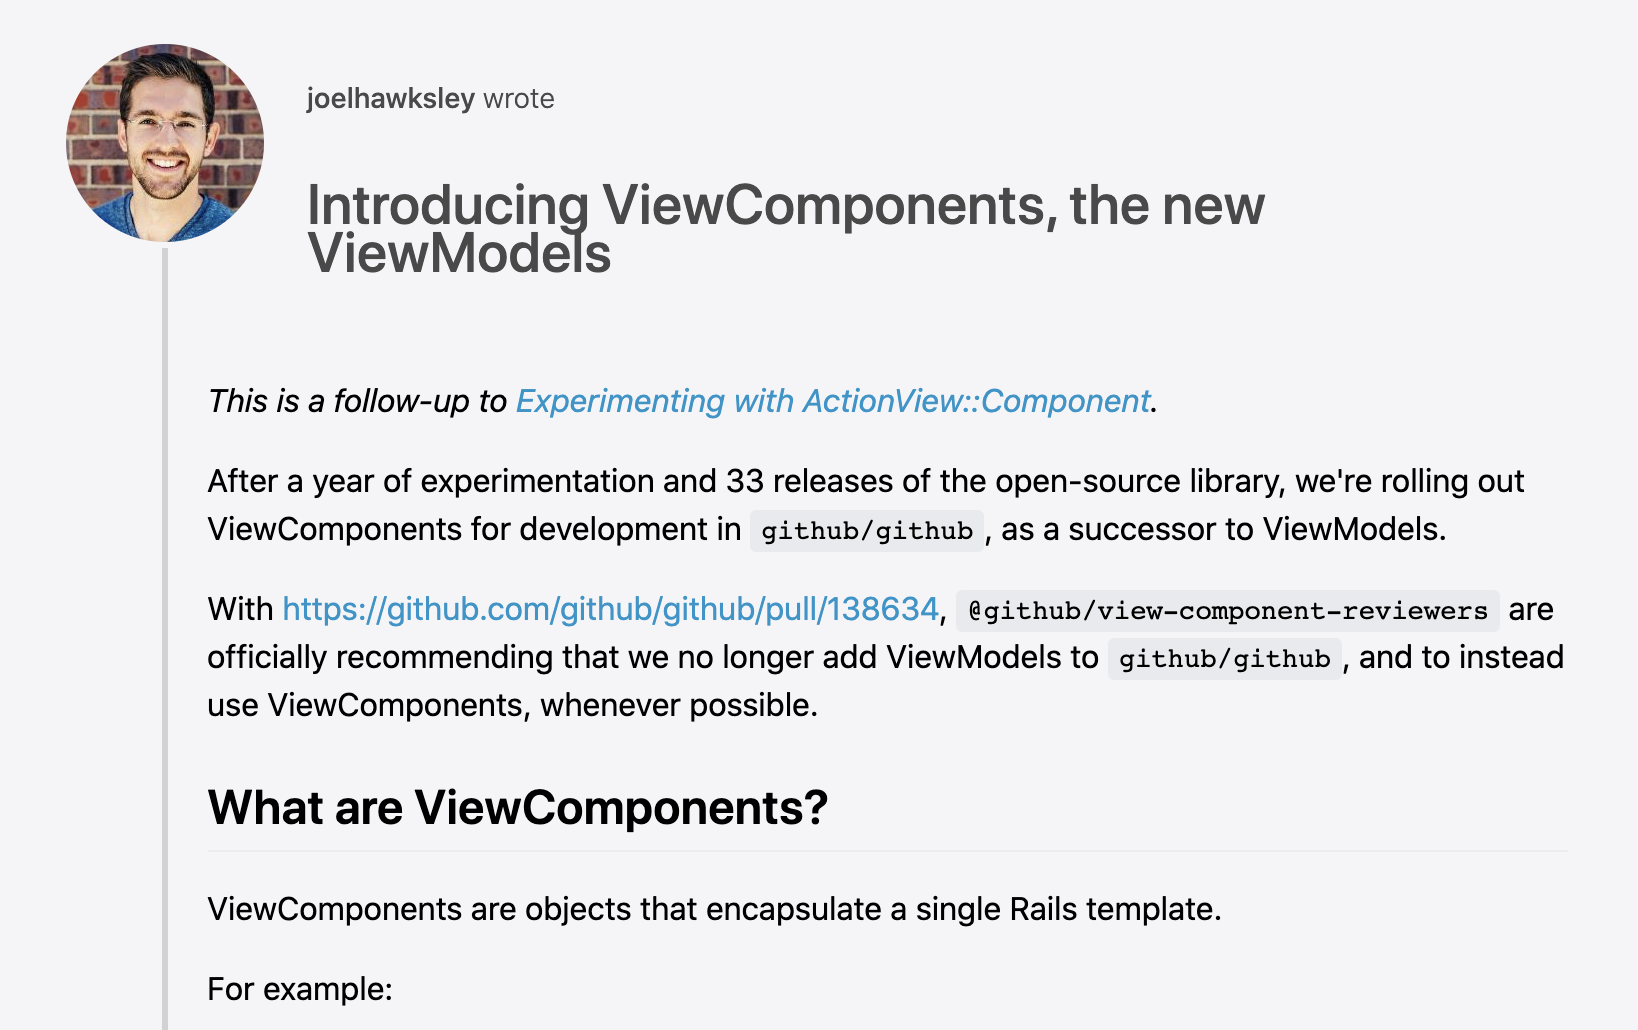 joelhawksley wrote
Introducing ViewComponents, the new
ViewModels
This is a follow-up to Experimenting with ActionView::Component.
After a year of experimentation and 33 releases of the open-source library, we're rolling out
ViewComponents for development in github/github, as a successor to ViewModels.
With https://github.com/github/github/pull/138634, @github/view-component-reviewers are
officially recommending that we no longer add ViewModels to github/github, and to instead
use ViewComponents, whenever possible.
What are ViewComponents?
ViewComponents are objects that encapsulate a single Rails template.
For example: